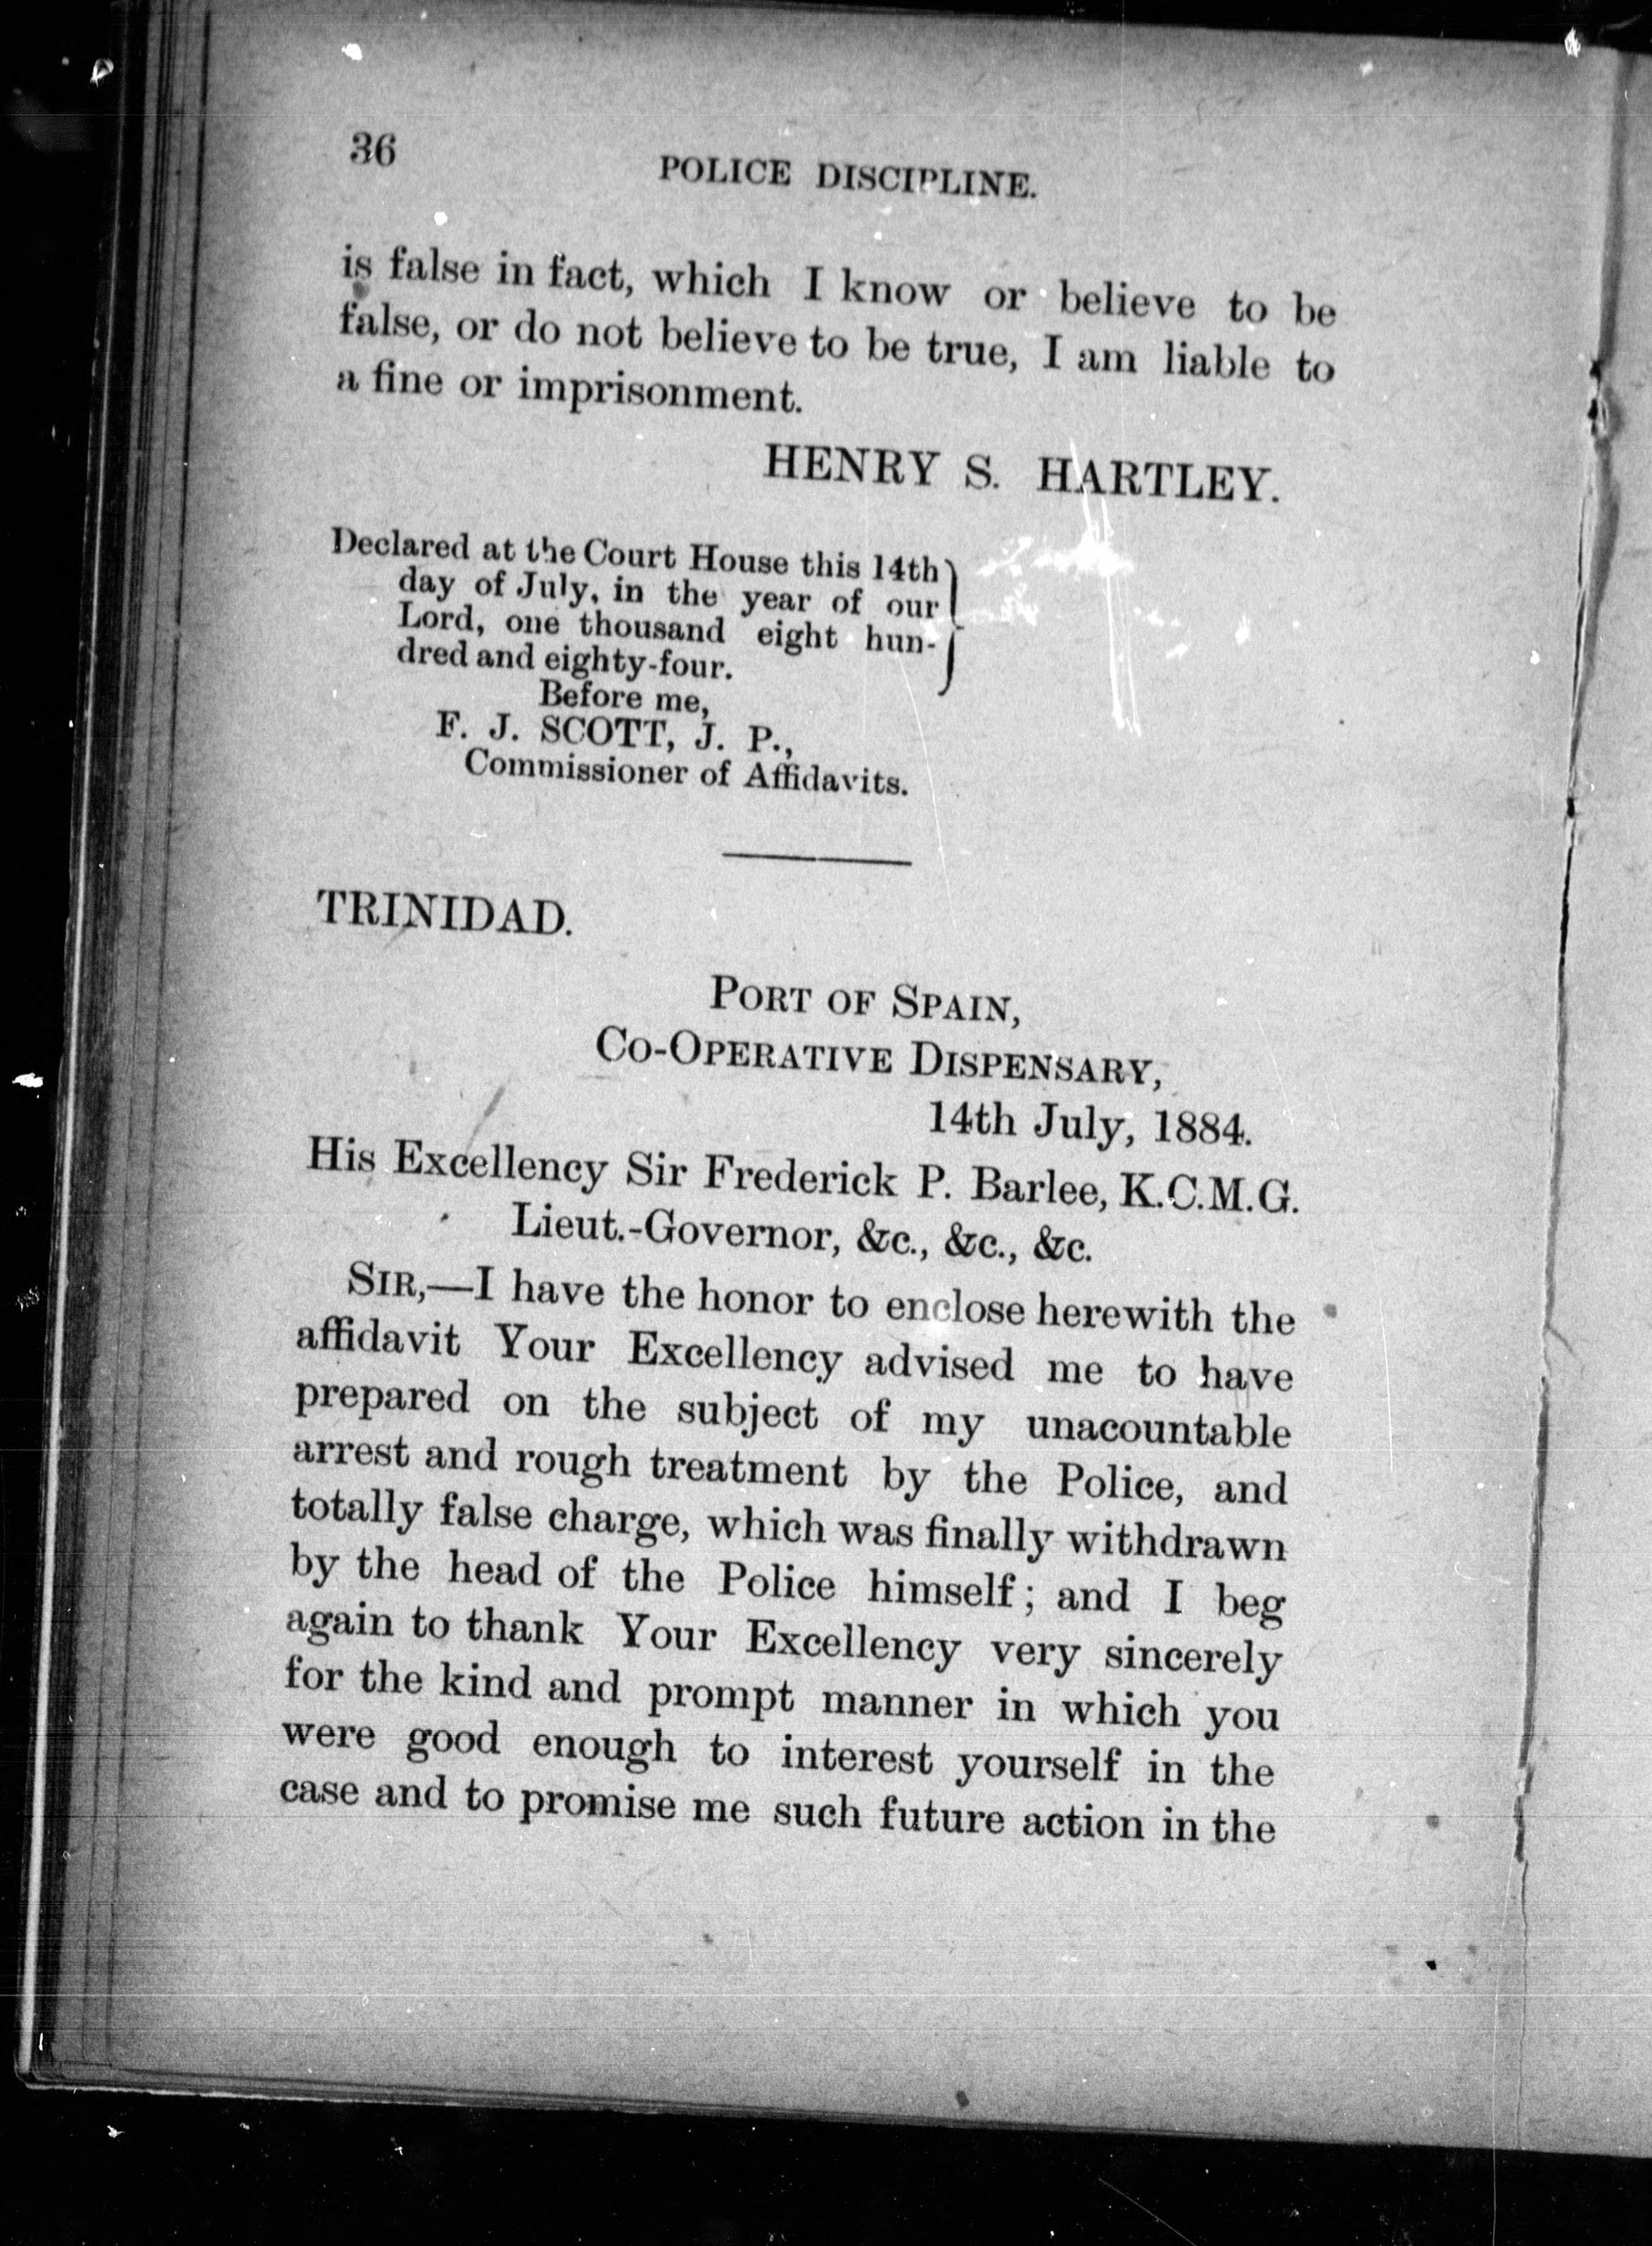 36
POLICE DISCIPLINE.
is false in fact, which I know or believe to be
false, or do not believe to be true, I am liable to
a fine or imprisonment.
HENRY S. HARTLEY.
Declared at the Court House this 14th
day of July, in the year of our
Lord, one thousand eight hun-
dred and eighty-four.
Before me,
F. J. SCOTT, J. P.,
Commissioner of Affidavits.
TRINIDAD.
PORT OF SPAIN,
CO-OPERATIVE DISPENSARY,
14th July, 1884.
His Excellency Sir Frederick P. Barlee, K.C.M.G.
Lieut.-Governor, &c., &c., &c.
SIR,—I have the honor to enclose herewith the
affidavit Your Excellency advised me to have
prepared on the subject of my unacountable
arrest and rough treatment by the Police, and
totally false charge, which was finally withdrawn
by the head of the Police himself; and I beg
again to thank Your Excellency very sincerely
for the kind and prompt manner in which you
were good enough to interest yourself in the
case and to promise me such future action in the